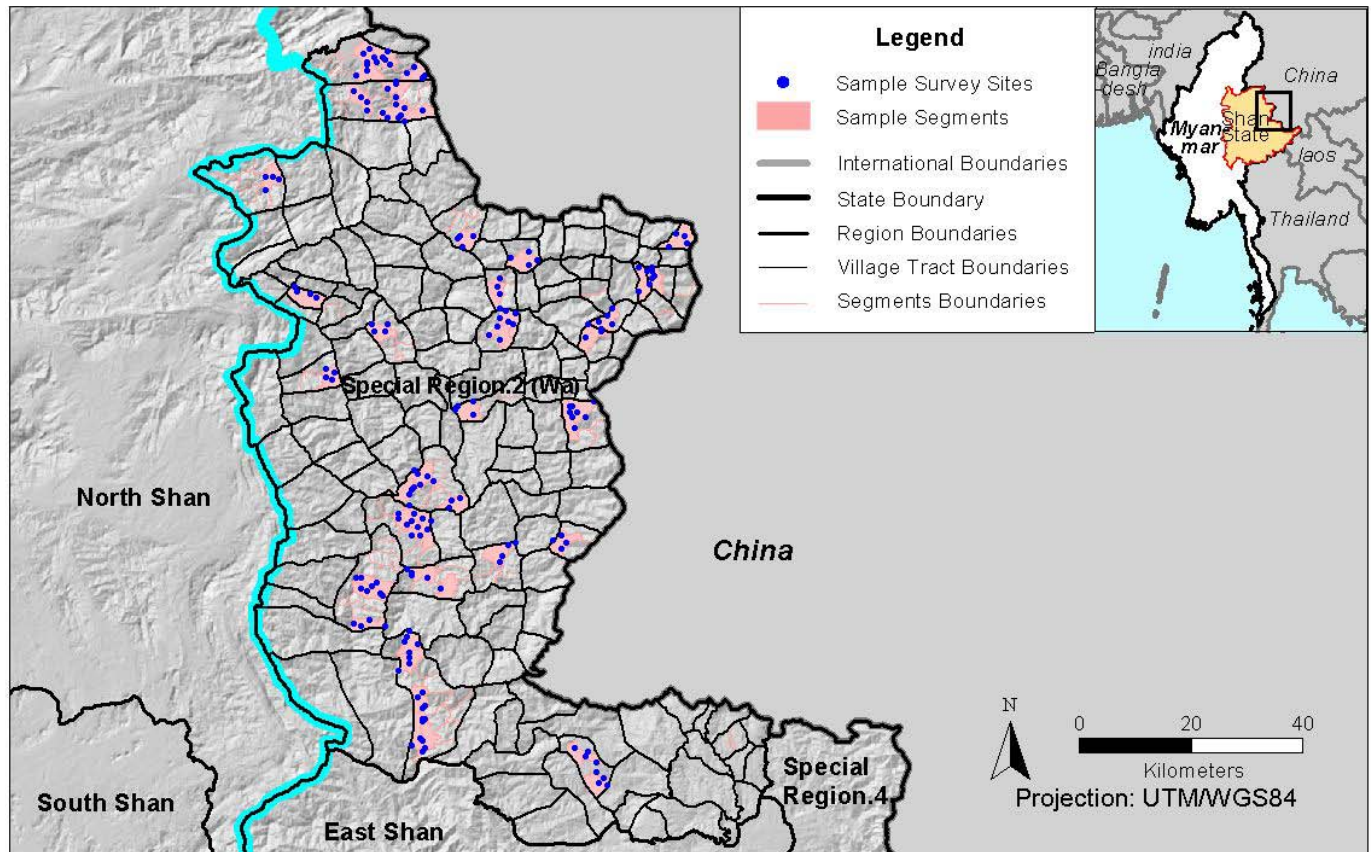 Legend
Sample Survey Sites
Sample Segments
International Boundaries
State Boundary
Region Boundaries
Village Tract Boundaries
Segments Boundaries
india
Bangla
-desh
China
Shan
State
Myan-
mar
laos
Thailand
Special Region.2 (Wa)
North Shan
China
South Shan
East Shan
Special
Region.4
N
0 20 40
Kilometers
Projection: UTM/WGS84